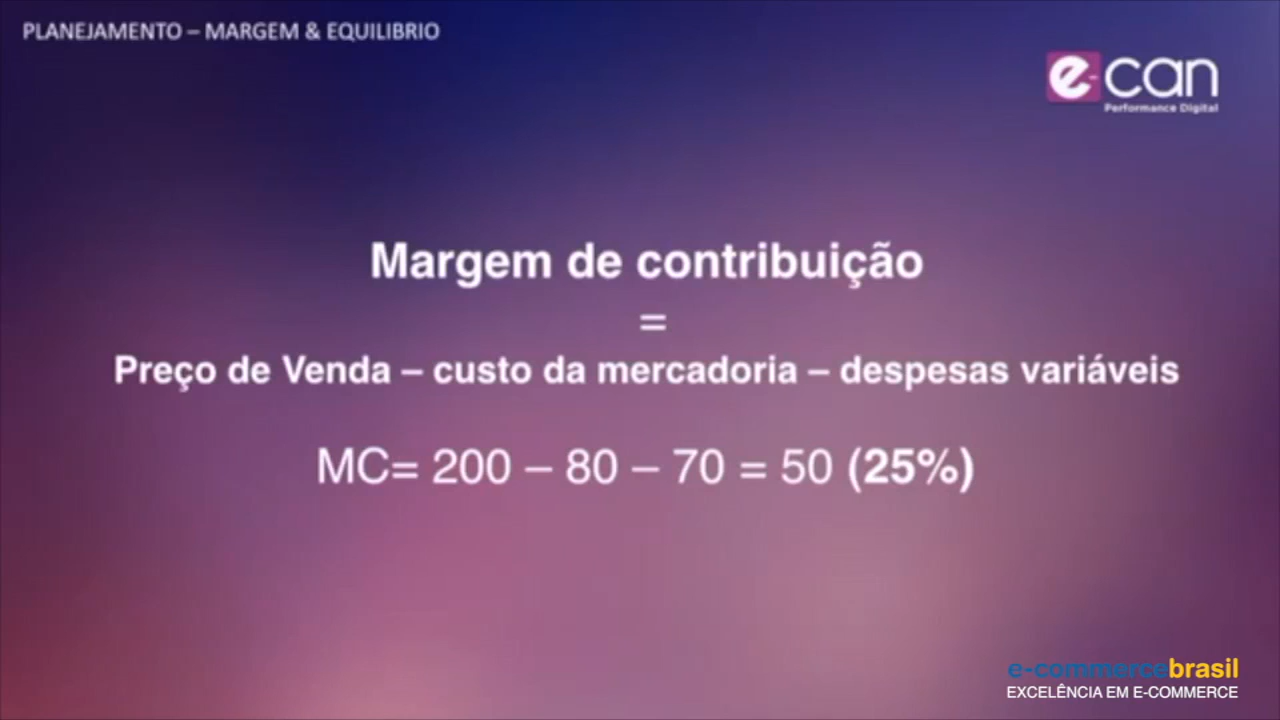 PLANEJAMENTO – MARGEM & EQUILIBRIO
e-can
Performance Digital
Margem de contribuição
=
Preço de Venda – custo da mercadoria – despesas variáveis
MC= 200 – 80 – 70 = 50 (25%)
e-commercebrasil
EXCELÊNCIA EM E-COMMERCE